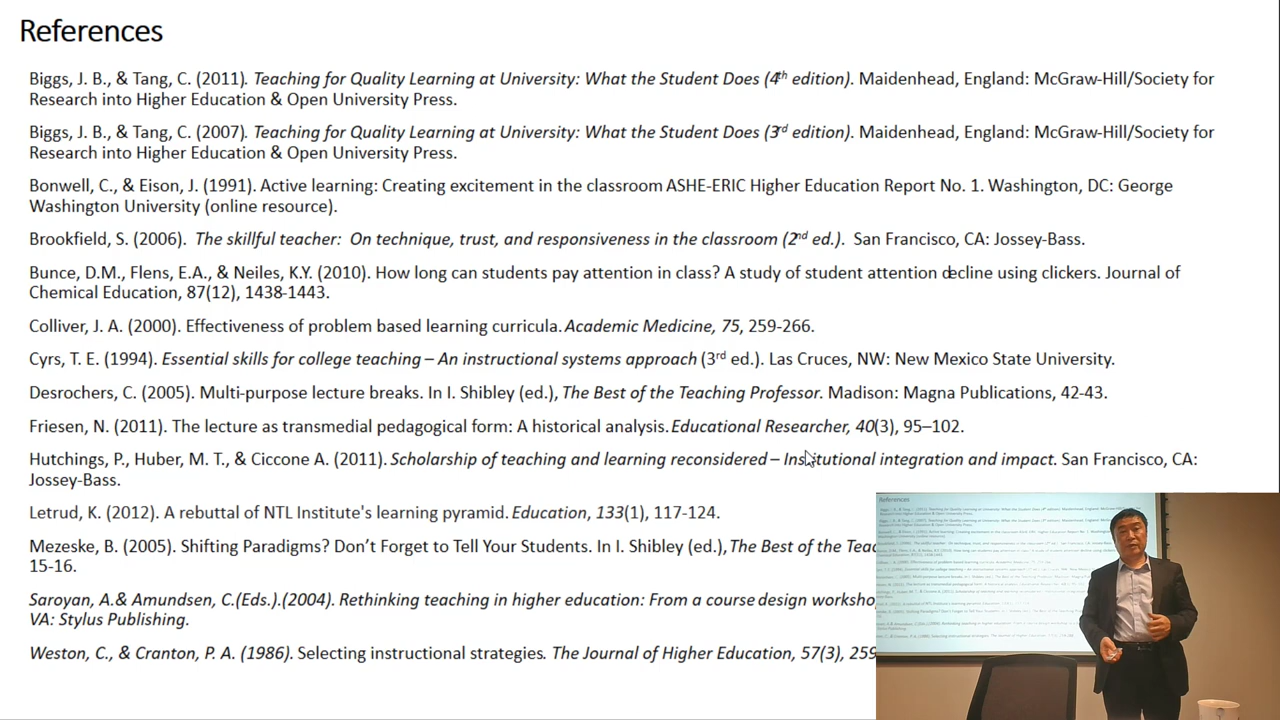 References
Biggs, J. B., & Tang, C. (2011). Teaching for Quality Learning at University: What the Student Does (4th edition). Maidenhead, England: McGraw-Hill/Society for
Research into Higher Education & Open University Press.
Biggs, J. B., & Tang, C. (2007). Teaching for Quality Learning at University: What the Student Does (3rd edition). Maidenhead, England: McGraw-Hill/Society for
Research into Higher Education & Open University Press.
Bonwell, C., & Eison, J. (1991). Active learning: Creating excitement in the classroom ASHE-ERIC Higher Education Report No. 1. Washington, DC: George
Washington University (online resource).
Brookfield, S. (2006). The skillful teacher: On technique, trust, and responsiveness in the classroom (2nd ed.). San Francisco, CA: Jossey-Bass.
Bunce, D.M., Flens, E.A., & Neiles, K.Y. (2010). How long can students pay attention in class? A study of student attention decline using clickers. Journal of
Chemical Education, 87(12), 1438-1443.
Colliver, J. A. (2000). Effectiveness of problem based learning curricula. Academic Medicine, 75, 259-266.
Cyrs, T. E. (1994). Essential skills for college teaching – An instructional systems approach (3rd ed.). Las Cruces, NW: New Mexico State University.
Desrochers, C. (2005). Multi-purpose lecture breaks. In I. Shibley (ed.), The Best of the Teaching Professor. Madison: Magna Publications, 42-43.
Friesen, N. (2011). The lecture as transmedial pedagogical form: A historical analysis. Educational Researcher, 40(3), 95–102.
Hutchings, P., Huber, M. T., & Ciccone A. (2011). Scholarship of teaching and learning reconsidered – Institutional integration and impact. San Francisco, CA:
Jossey-Bass.
Letrud, K. (2012). A rebuttal of NTL Institute's learning pyramid. Education, 133(1), 117-124.
Mezeske, B. (2005). Shifting Paradigms? Don't Forget to Tell Your Students. In I. Shibley (ed.), The Best of the
15-16.
Saroyan, A.& Amundsen, C.(Eds.).(2004). Rethinking teaching in higher education: From a course design
VA: Stylus Publishing.
Weston, C., & Cranton, P. A. (1986). Selecting instructional strategies. The Journal of Higher Education, 57(3),
References